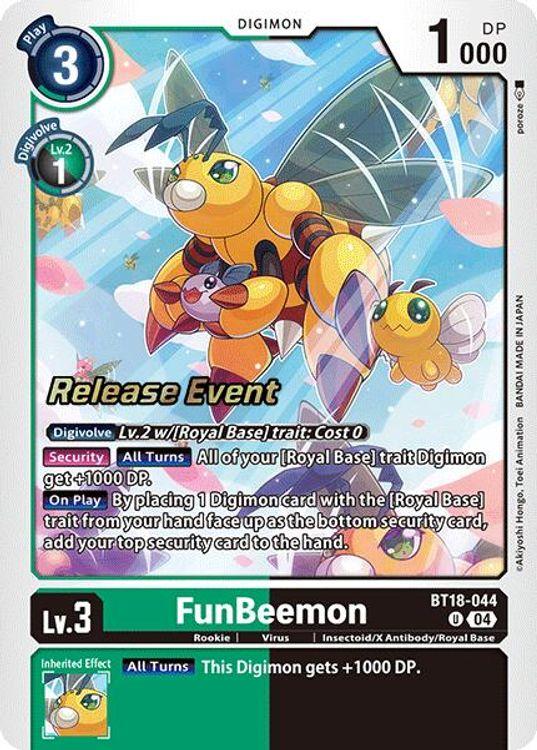 Play
3
DIGIMON
1000
DP
Digivolve
Lv.2
1
poroze
Release Event
Digivolve Lv.2 w/[Royal Base] trait: Cost 0
Security All Turns All of your [Royal Base] trait Digimon
get +1000 DP.
On Play By placing 1 Digimon card with the [Royal Base]
trait from your hand face up as the bottom security card,
add your top security card to the hand.
©Akiyoshi Hongo, Toei Animation BANDAI MADE IN JAPAN
Lv.3
FunBeemon
BT18-044
U 04
Rookie | Virus | Insectoid/X Antibody/Royal Base
Inherited Effect
All Turns This Digimon gets +1000 DP.